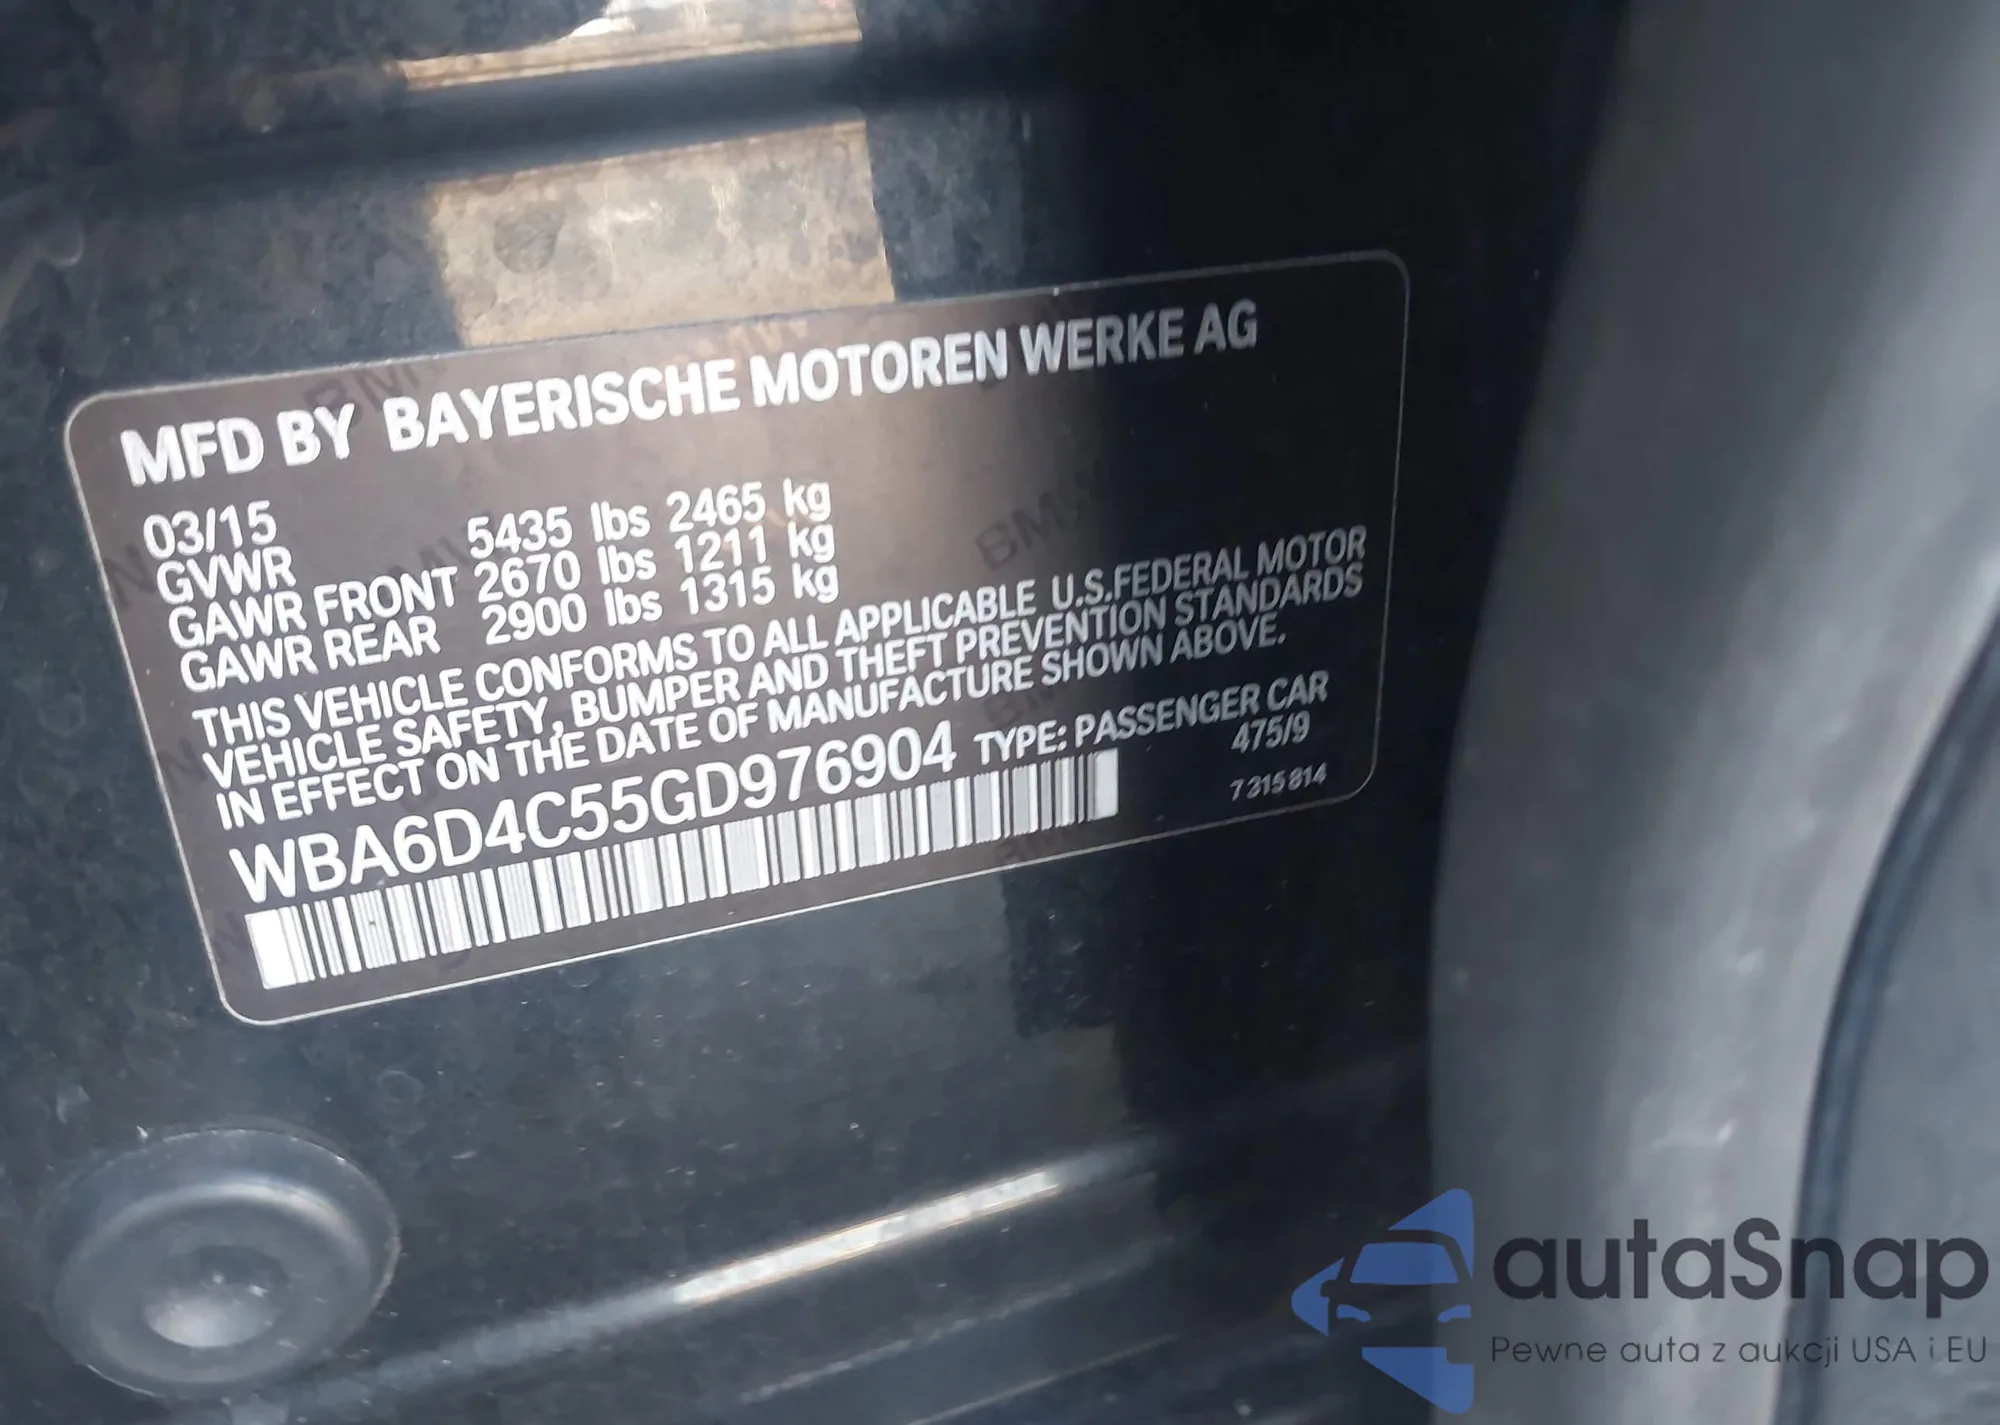 MFD BY BAYERISCHE MOTOREN WERKE AG
03/15
GVWR 5435 lbs 2465 kg
GAWR FRONT 2670 lbs 1211 kg
GAWR REAR 2900 lbs 1315 kg
THIS VEHICLE CONFORMS TO ALL APPLICABLE U.S.FEDERAL MOTOR
VEHICLE SAFETY, BUMPER AND THEFT PREVENTION STANDARDS
IN EFFECT ON THE DATE OF MANUFACTURE SHOWN ABOVE.
WBA6D4C55GD976904 TYPE: PASSENGER CAR
475/9
7315814
autaSnap
Pewne auta z aukcji USA i EU